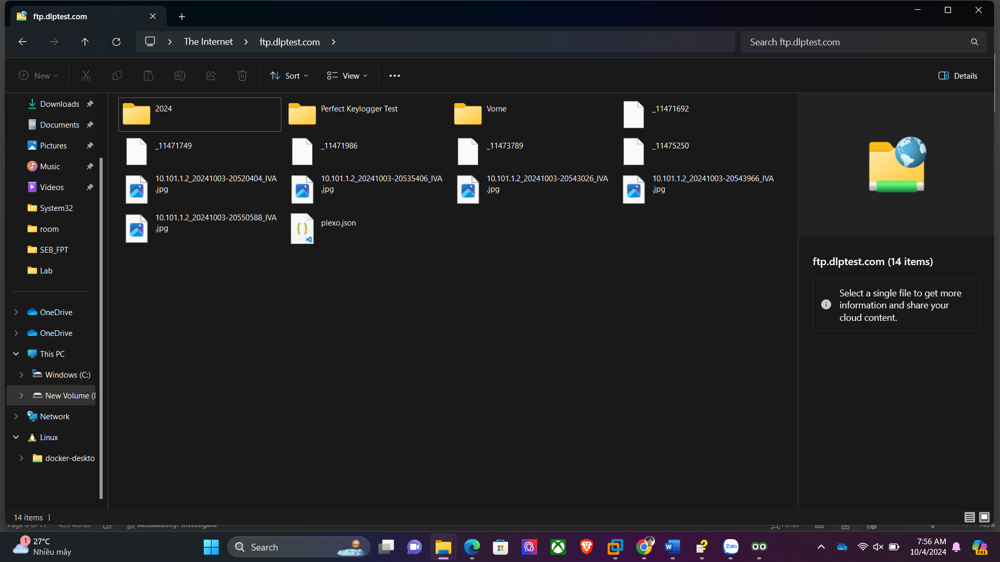 ftp.dlptest.com
The Internet
ftp.dlptest.com
Search ftp.dlptest.com
New
Sort
View
Details
Downloads
Documents
Pictures
Music
Videos
System32
room
SEB_FPT
Lab
OneDrive
OneDrive
This PC
Windows (C:)
New Volume (
Network
Linux
docker-deskto
2024
Perfect Keylogger Test
Vorne
_11471692
_11471749
_11471986
_11473789
_11475250
10.101.1.2_20241003-20520404_IVA
.jpg
10.101.1.2_20241003-20535406_IVA
.jpg
10.101.1.2_20241003-20543026_IVA
.jpg
10.101.1.2_20241003-20543966_IVA
.jpg
10.101.1.2_20241003-20550588_IVA
.jpg
plexo.json
ftp.dlptest.com (14 items)
Select a single file to get more
information and share your
cloud content.
14 items
Accessibility: Investigate
Focus
1
27°C
Nhiều mây
Search
Zalo
PRE
7:56 AM
10/4/2024